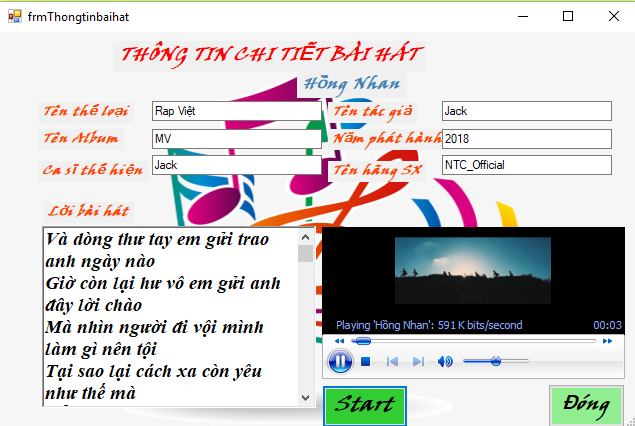 frmThongtinbaihat
THÔNG TIN CHI TIẾT BÀI HÁT
Hồng Nhan
Tên thể loại Rap Việt Tên tác giả Jack
Tên Album MV Năm phát hành 2018
Ca sĩ thể hiện Jack Tên hãng SX NTC_Official
Lời bài hát
Và dòng thư tay em gửi trao
anh ngày nào
Giờ còn lại hư vô em gửi anh
đây lời chào
Mà nhìn người đi vội mình
làm gì nên tội
Tại sao lại cách xa còn yêu
như thế mà
Playing 'Hồng Nhan': 591 K bits/second 00:03
Start Đóng